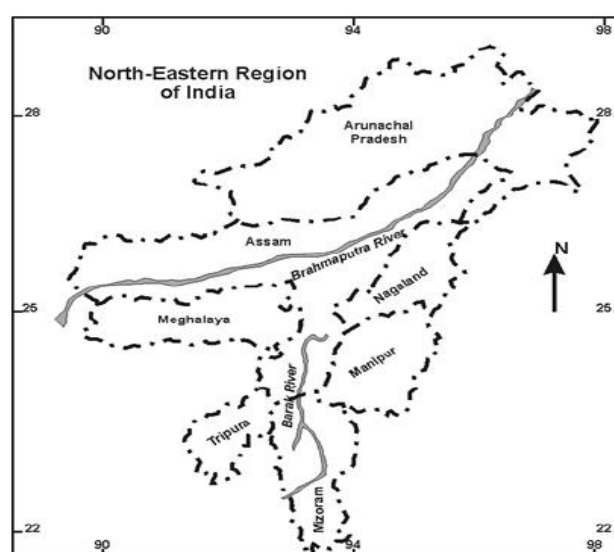 90
94
98
North-Eastern Region
of India
28
28
Arunachal
Pradesh
Assam
Brahmaputra River
N
Nagaland
25
25
Meghalaya
Manipur
Barak River
Tripura
Mizoram
22
22
90
94
98